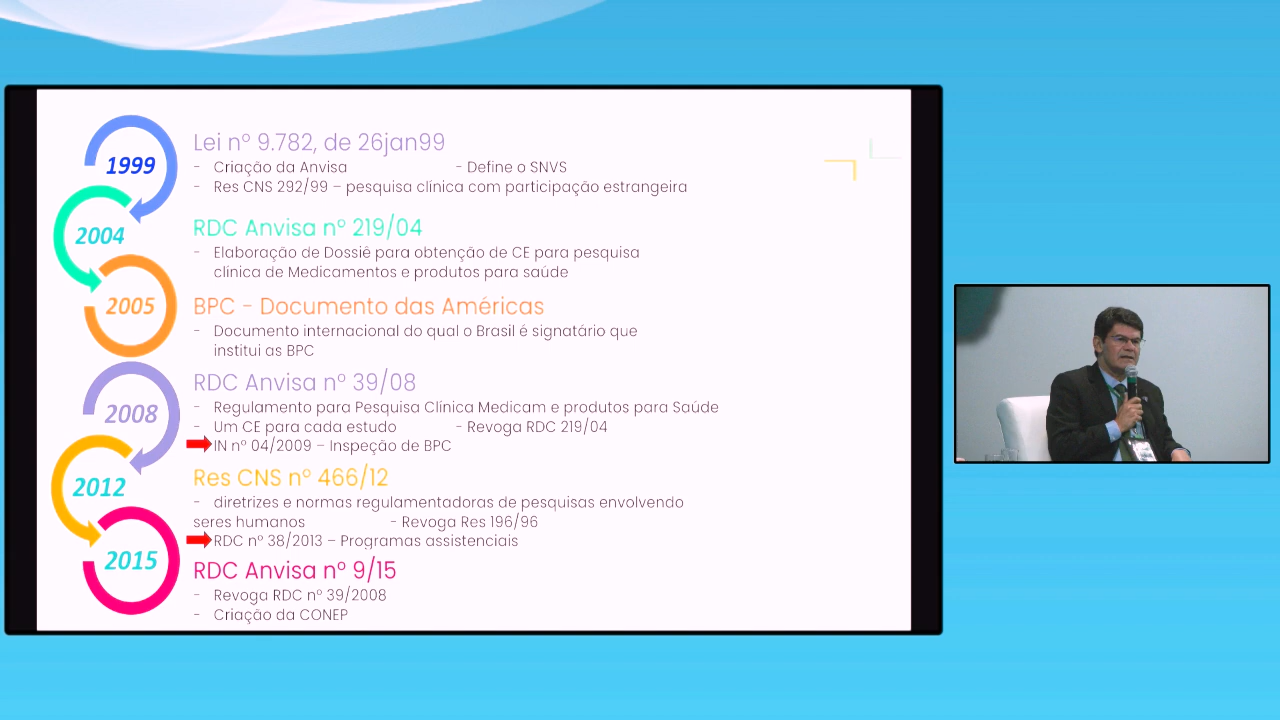 1999
Lei nº 9.782, de 26jan99
- Criação da Anvisa - Define o SNVS
- Res CNS 292/99 – pesquisa clínica com participação estrangeira
2004
RDC Anvisa nº 219/04
- Elaboração de Dossiê para obtenção de CE para pesquisa
clínica de Medicamentos e produtos para saúde
2005
BPC - Documento das Américas
- Documento internacional do qual o Brasil é signatário que
institui as BPC
2008
RDC Anvisa nº 39/08
- Regulamento para Pesquisa Clínica Medicam e produtos para Saúde
- Um CE para cada estudo - Revoga RDC 219/04
IN nº 04/2009 – Inspeção de BPC
2012
Res CNS nº 466/12
- diretrizes e normas regulamentadoras de pesquisas envolvendo
seres humanos - Revoga Res 196/96
RDC nº 38/2013 – Programas assistenciais
2015
RDC Anvisa nº 9/15
- Revoga RDC nº 39/2008
- Criação da CONEP